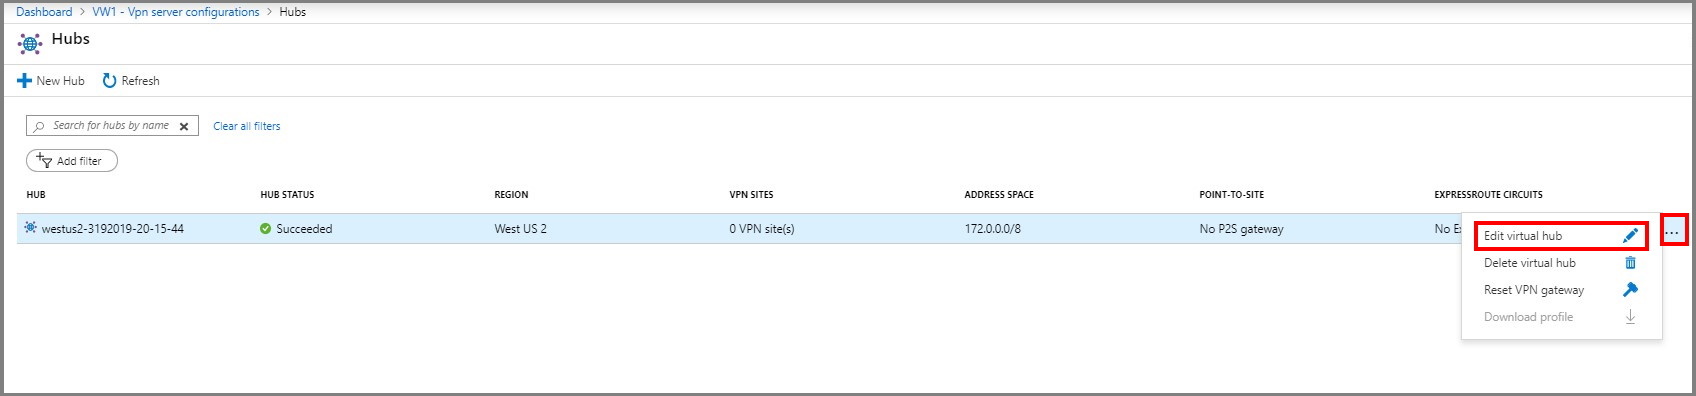 Dashboard > VW1 - Vpn server configurations > Hubs
Hubs
New Hub Refresh
Search for hubs by name Clear all filters
Add filter
HUB HUB STATUS REGION VPN SITES ADDRESS SPACE POINT-TO-SITE EXPRESSROUTE CIRCUITS
westus2-3192019-20-15-44 Succeeded West US 2 0 VPN site(s) 172.0.0.0/8 No P2S gateway No Ex ...
Edit virtual hub
Delete virtual hub
Reset VPN gateway
Download profile